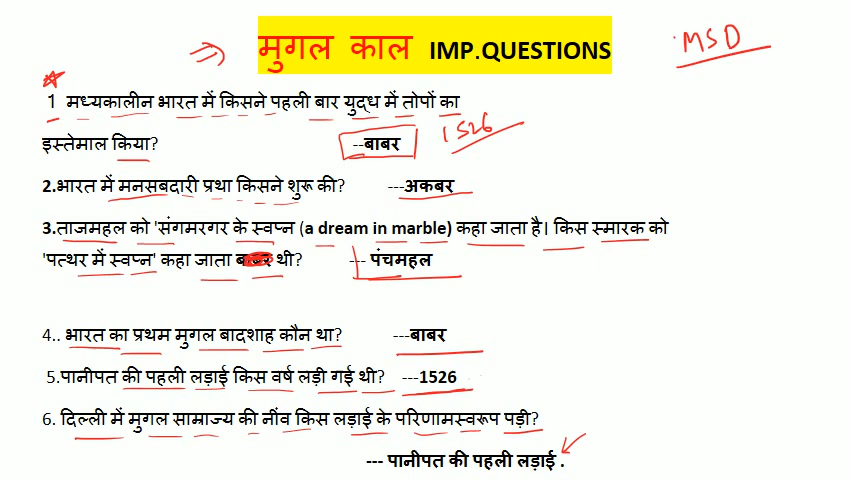 मुगल काल IMP.QUESTIONS
MSD
1 मध्यकालीन भारत में किसने पहली बार युद्ध में तोपों का
इस्तेमाल किया? --बाबर 1526
2.भारत में मनसबदारी प्रथा किसने शुरू की? ---अकबर
3.ताजमहल को 'संगमरगर के स्वप्न (a dream in marble) कहा जाता है। किस स्मारक को
'पत्थर में स्वप्न' कहा जाता थी? --- पंचमहल
4.. भारत का प्रथम मुगल बादशाह कौन था? ---बाबर
5.पानीपत की पहली लड़ाई किस वर्ष लड़ी गई थी? ---1526
6. दिल्ली में मुगल साम्राज्य की नींव किस लड़ाई के परिणामस्वरूप पड़ी?
--- पानीपत की पहली लड़ाई .